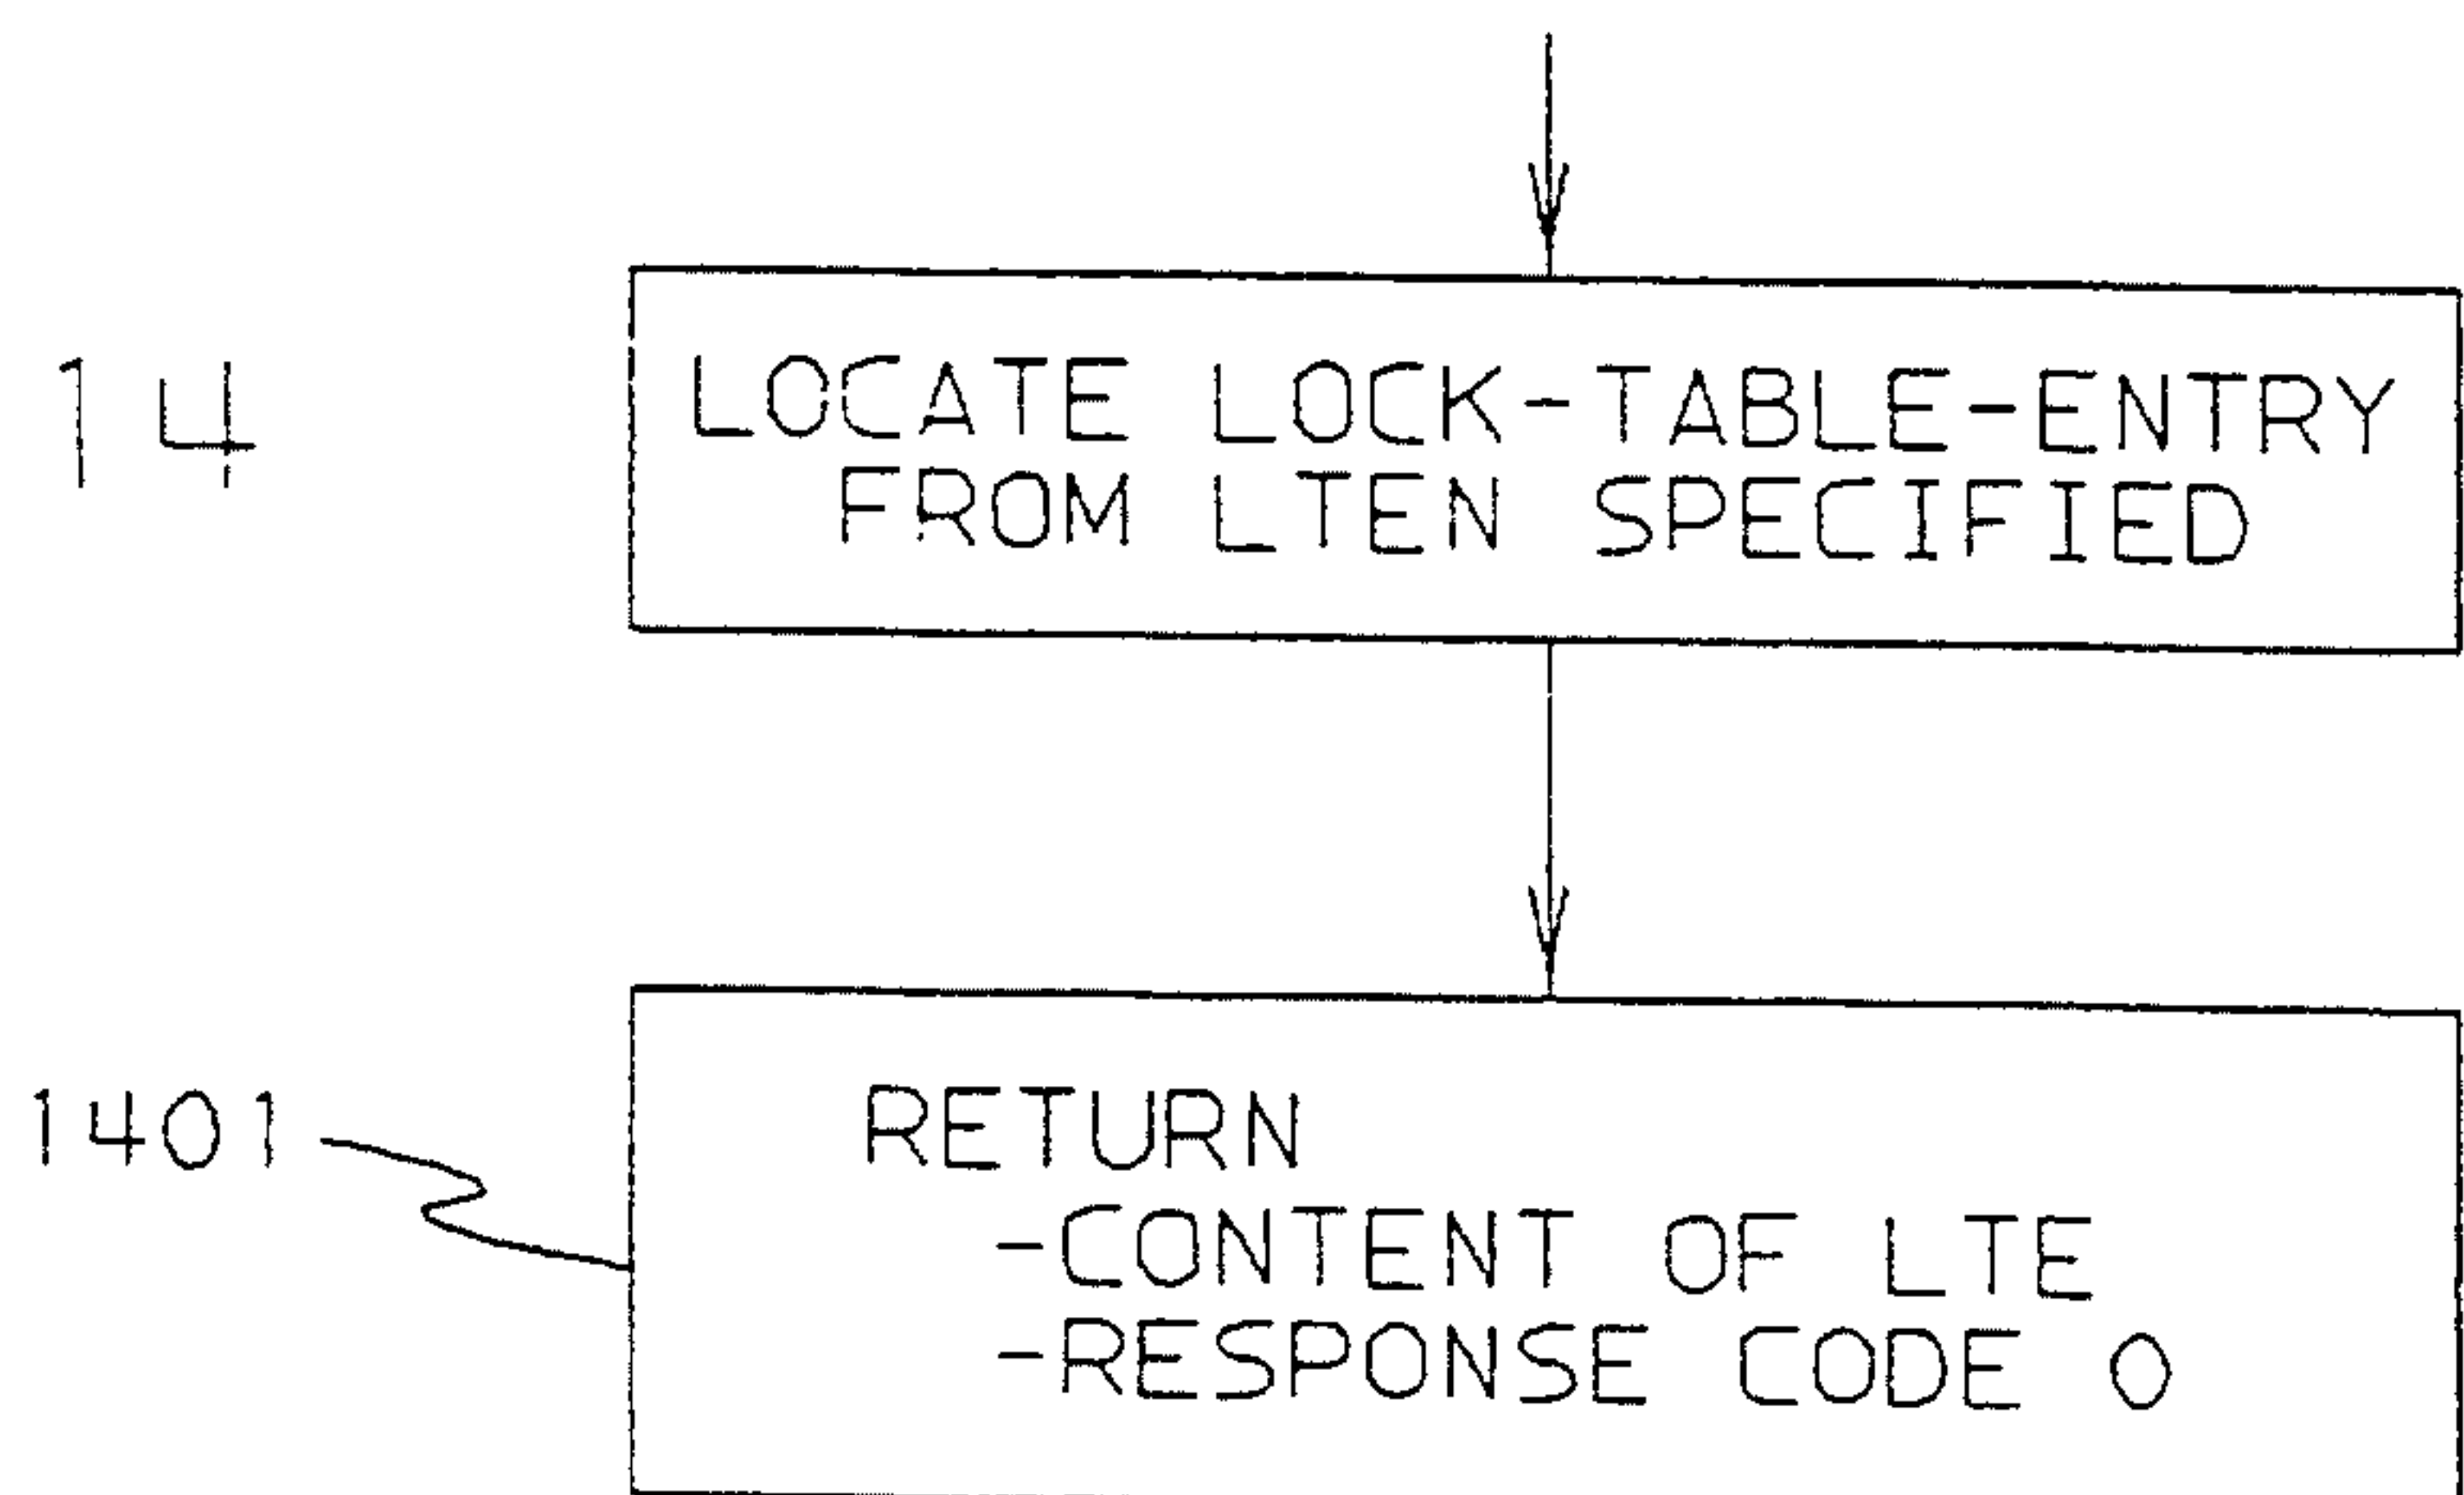 14
LOCATE LOCK-TABLE-ENTRY
FROM LTEN SPECIFIED
1401
RETURN
-CONTENT OF LTE
-RESPONSE CODE 0